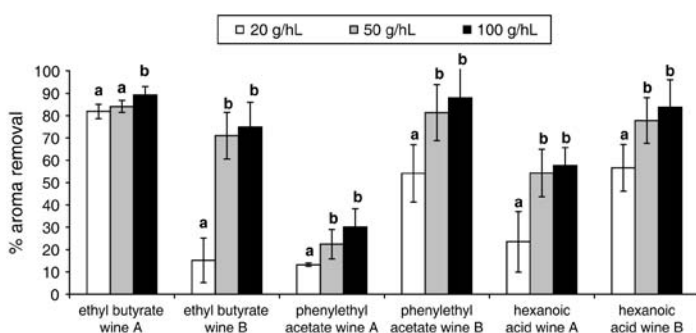 20 g/hL 50 g/hL 100 g/hL
% aroma removal
100
90
80
70
60
50
40
30
20
10
0
a a b
a b b
a b b
a b b
a b b
a b b
ethyl butyrate
wine A
ethyl butyrate
wine B
phenylethyl
acetate wine A
phenylethyl
acetate wine B
hexanoic
acid wine A
hexanoic
acid wine B